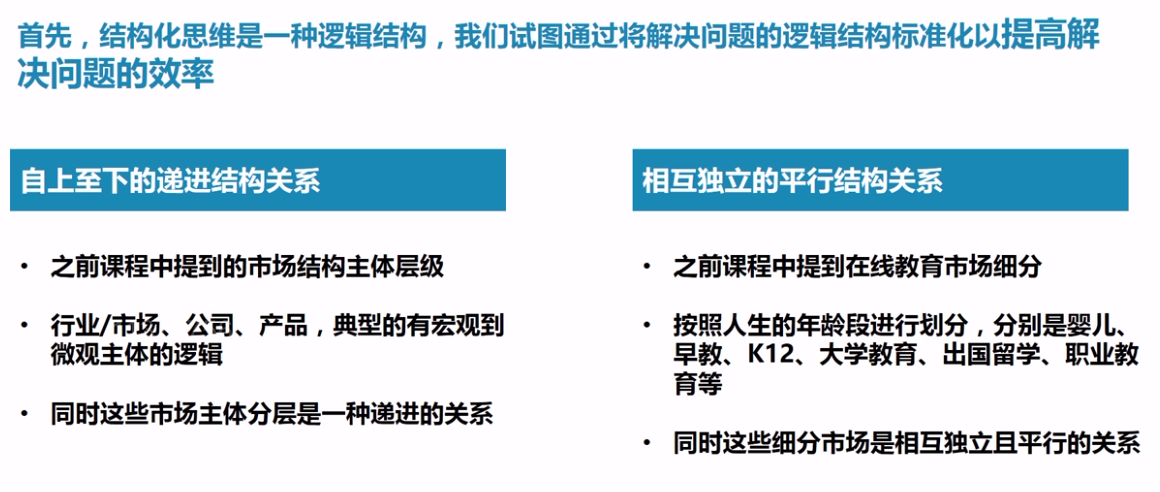 首先，结构化思维是一种逻辑结构，我们试图通过将解决问题的逻辑结构标准化以提高解
决问题的效率
自上至下的递进结构关系
• 之前课程中提到的市场结构主体层级
• 行业/市场、公司、产品，典型的有宏观到
微观主体的逻辑
• 同时这些市场主体分层是一种递进的关系
相互独立的平行结构关系
• 之前课程中提到在线教育市场细分
• 按照人生的年龄段进行划分，分别是婴儿、
早教、K12、大学教育、出国留学、职业教
育等
• 同时这些细分市场是相互独立且平行的关系